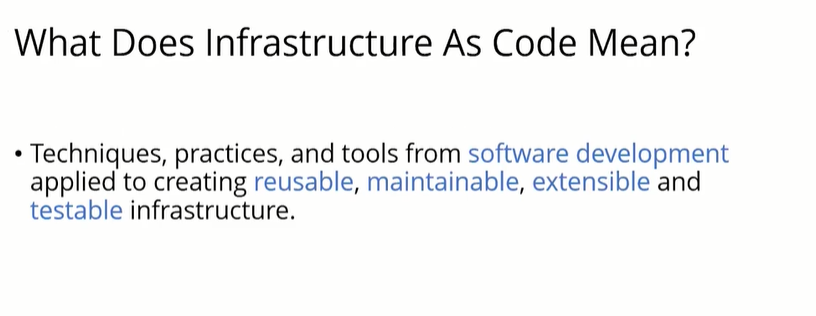 What Does Infrastructure As Code Mean?
• Techniques, practices, and tools from software development
applied to creating reusable, maintainable, extensible and
testable infrastructure.